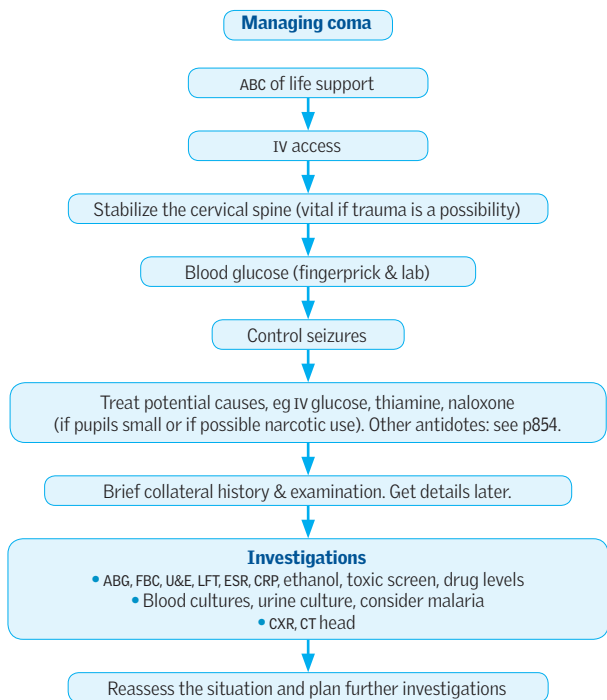 Managing coma
ABC of life support
IV access
Stabilize the cervical spine (vital if trauma is a possibility)
Blood glucose (fingerprick & lab)
Control seizures
Treat potential causes, eg IV glucose, thiamine, naloxone
(if pupils small or if possible narcotic use). Other antidotes: see p854.
Brief collateral history & examination. Get details later.
Investigations
• ABG, FBC, U&E, LFT, ESR, CRP, ethanol, toxic screen, drug levels
• Blood cultures, urine culture, consider malaria
• CXR, CT head
Reassess the situation and plan further investigations